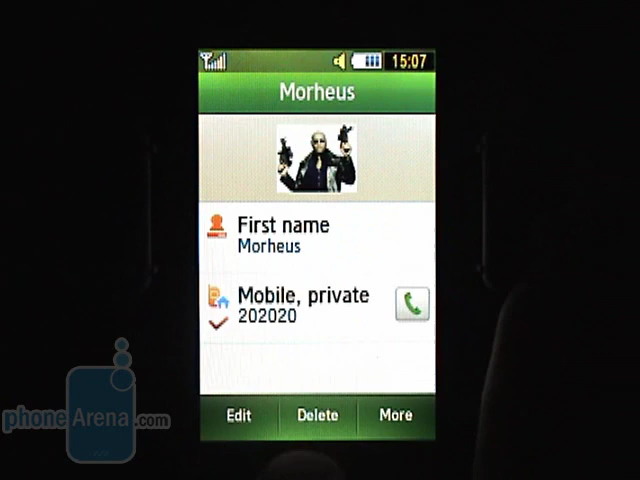 15:07
Morheus
First name
Morheus
Mobile, private
202020
Edit Delete More
phoneArena.com